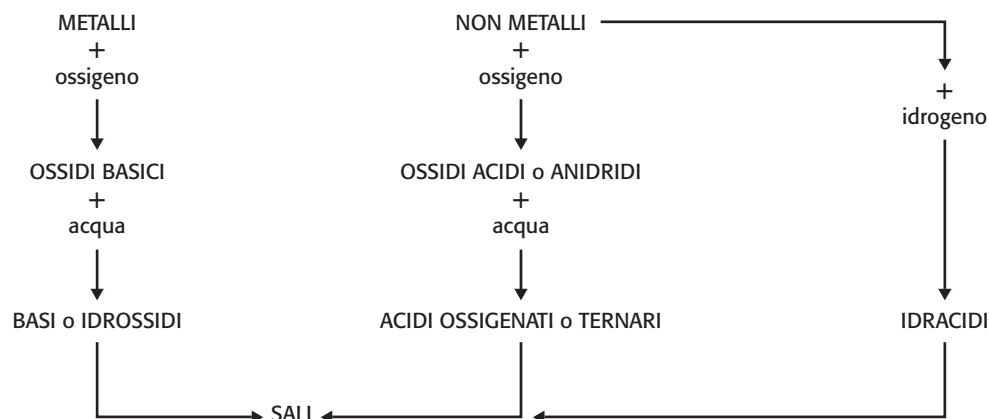 METALLI
+
ossigeno
OSSIDI BASICI
+
acqua
BASI o IDROSSIDI
NON METALLI
+
ossigeno
OSSIDI ACIDI o ANIDRIDI
+
acqua
ACIDI OSSIGENATI o TERNARI
+
idrogeno
IDRACIDI
SALI